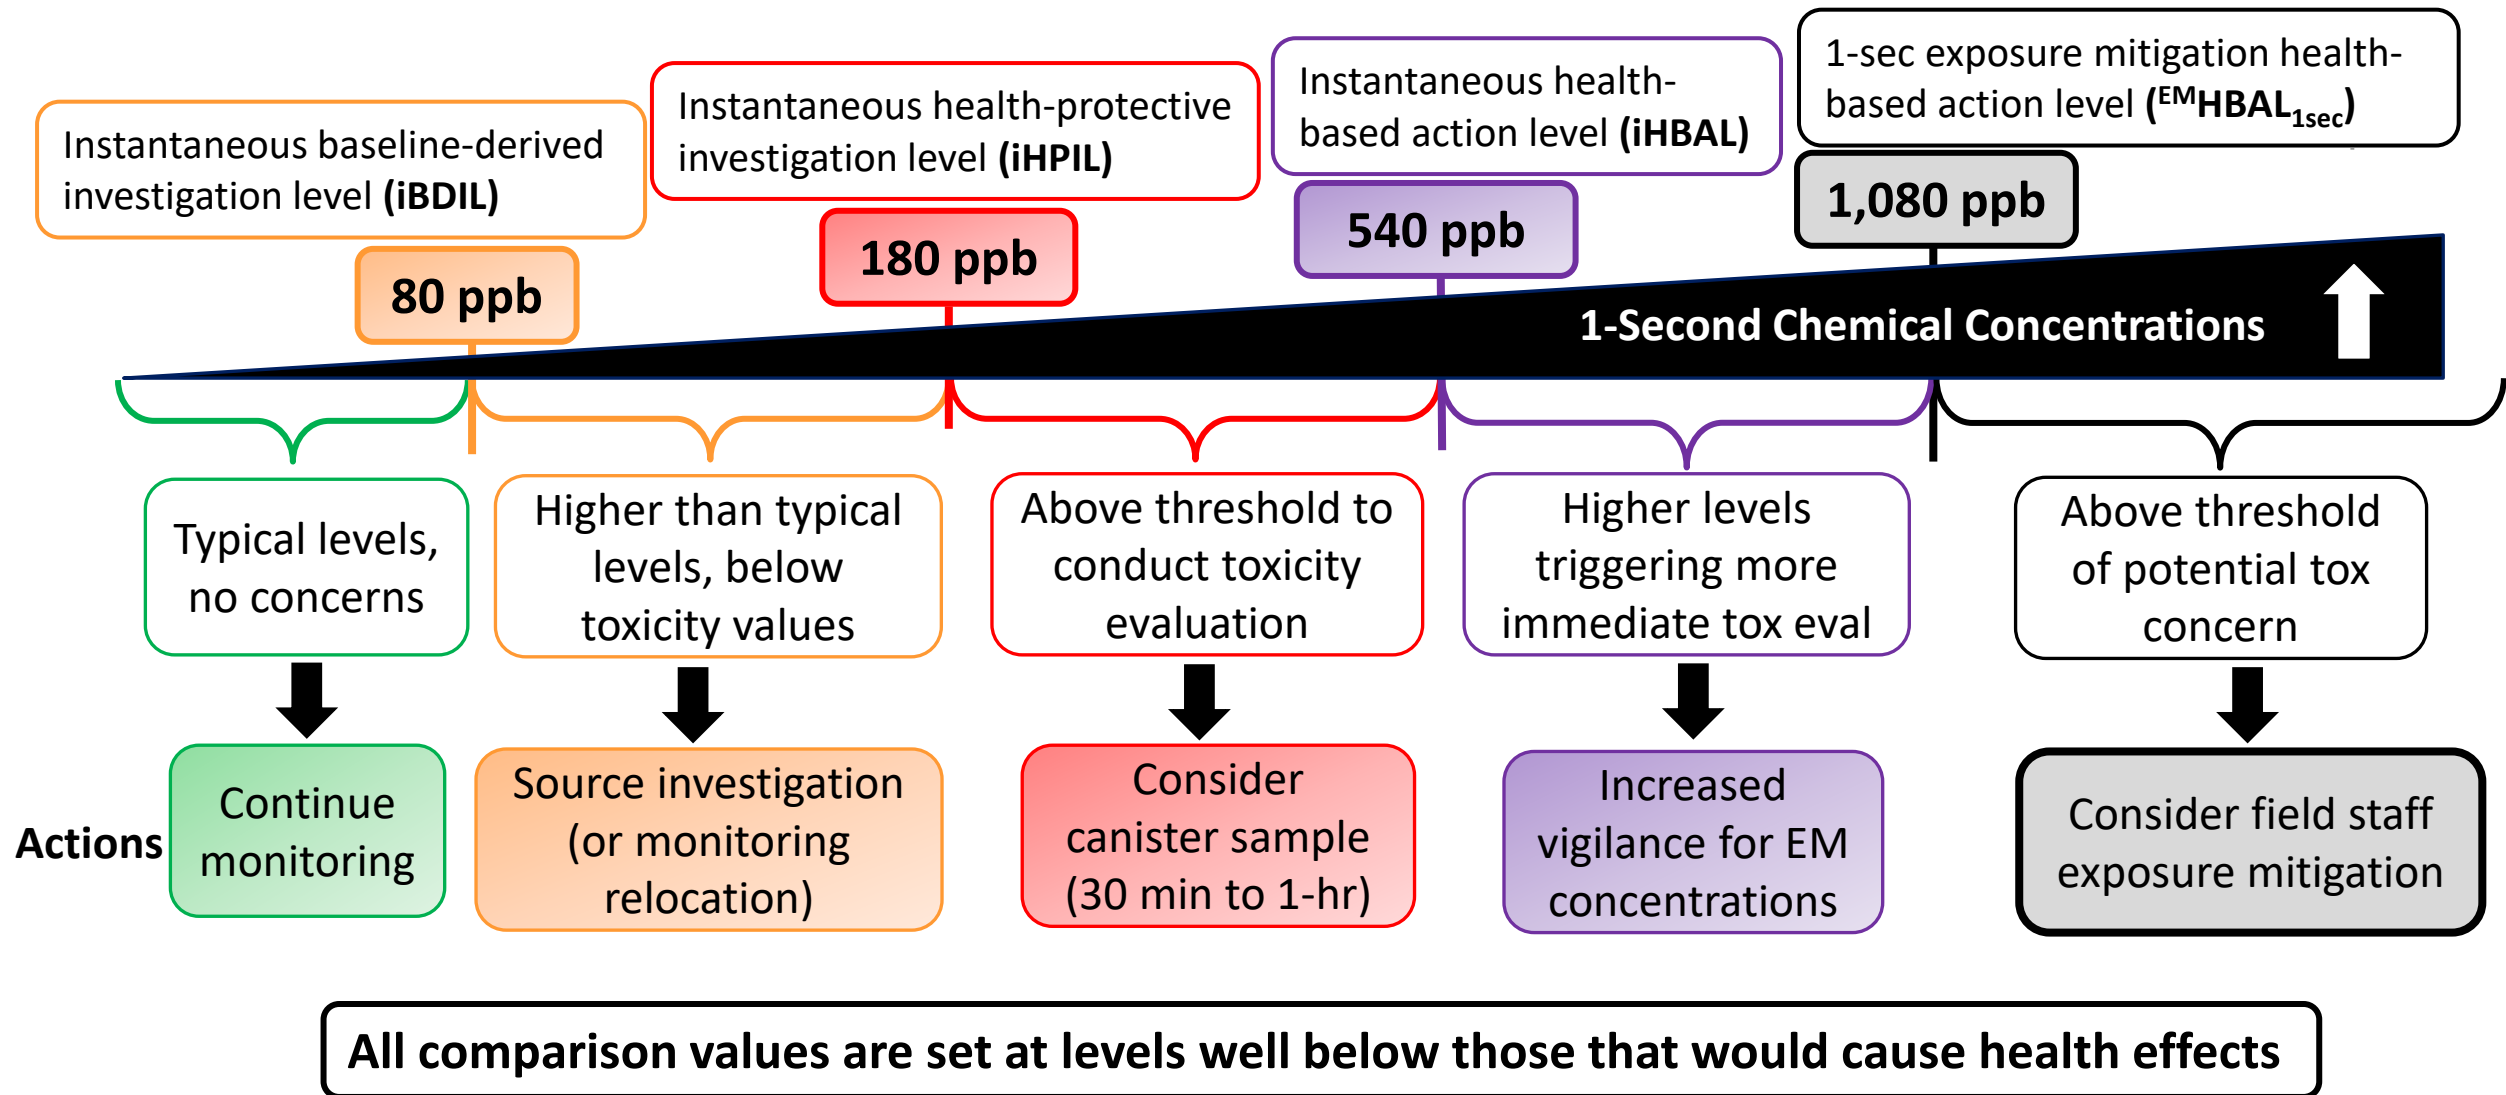 Instantaneous baseline-derived
investigation level (iBDIL)
80 ppb
Instantaneous health-protective
investigation level (iHPIL)
180 ppb
Instantaneous health-
based action level (iHBAL)
540 ppb
1-sec exposure mitigation health-
based action level (EMHBAL1sec)
1,080 ppb
1-Second Chemical Concentrations
Typical levels,
no concerns
Higher than typical
levels, below
toxicity values
Above threshold to
conduct toxicity
evaluation
Higher levels
triggering more
immediate tox eval
Above threshold
of potential tox
concern
Actions
Continue
monitoring
Source investigation
(or monitoring
relocation)
Consider
canister sample
(30 min to 1-hr)
Increased
vigilance for EM
concentrations
Consider field staff
exposure mitigation
All comparison values are set at levels well below those that would cause health effects